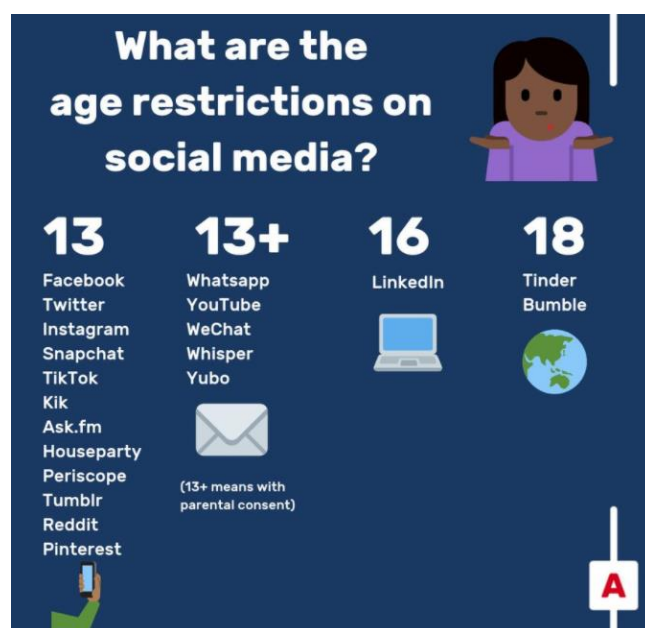 What are the
age restrictions on
social media?
13
Facebook
Twitter
Instagram
Snapchat
TikTok
Kik
Ask.fm
Houseparty
Periscope
Tumblr
Reddit
Pinterest
13+
Whatsapp
YouTube
WeChat
Whisper
Yubo
(13+ means with
parental consent)
16
LinkedIn
18
Tinder
Bumble
A